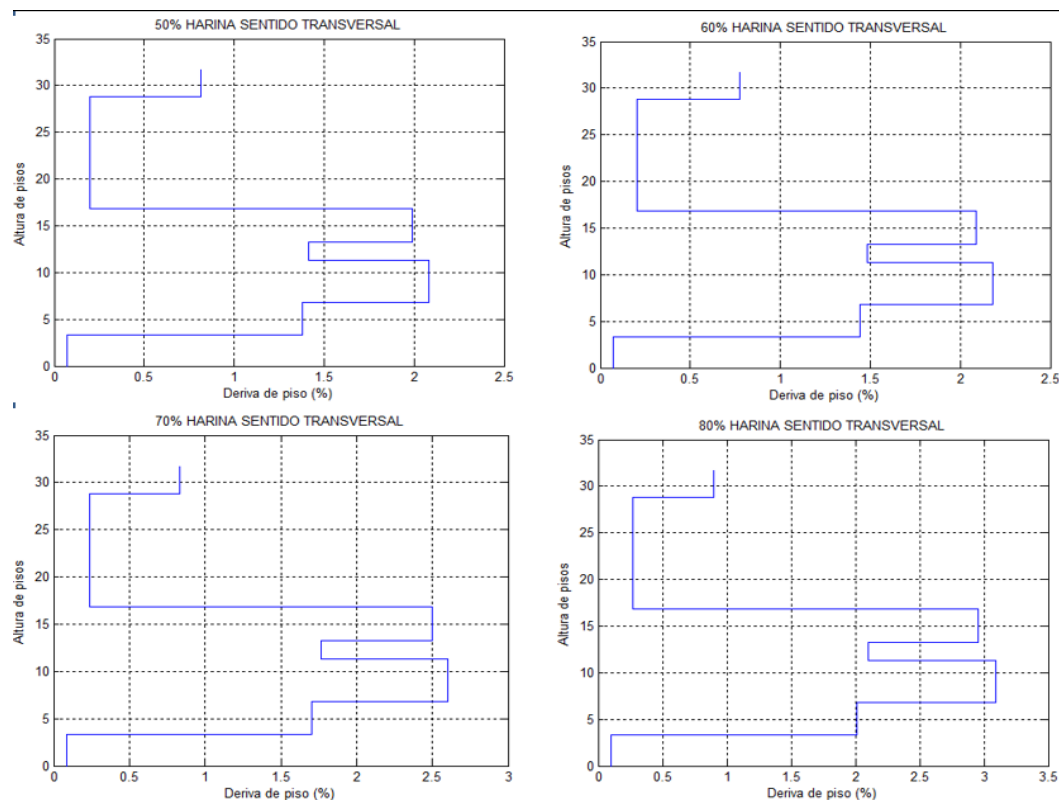 50% HARINA SENTIDO TRANSVERSAL
35
30
25
20
15
10
5
0
Altura de pisos
0 0.5 1 1.5 2 2.5
Deriva de piso (%)
60% HARINA SENTIDO TRANSVERSAL
35
30
25
20
15
10
5
0
Altura de pisos
0 0.5 1 1.5 2 2.5
Deriva de piso (%)
70% HARINA SENTIDO TRANSVERSAL
35
30
25
20
15
10
5
0
Altura de pisos
0 0.5 1 1.5 2 2.5 3
Deriva de piso (%)
80% HARINA SENTIDO TRANSVERSAL
35
30
25
20
15
10
5
0
Altura de pisos
0 0.5 1 1.5 2 2.5 3 3.5
Deriva de piso (%)